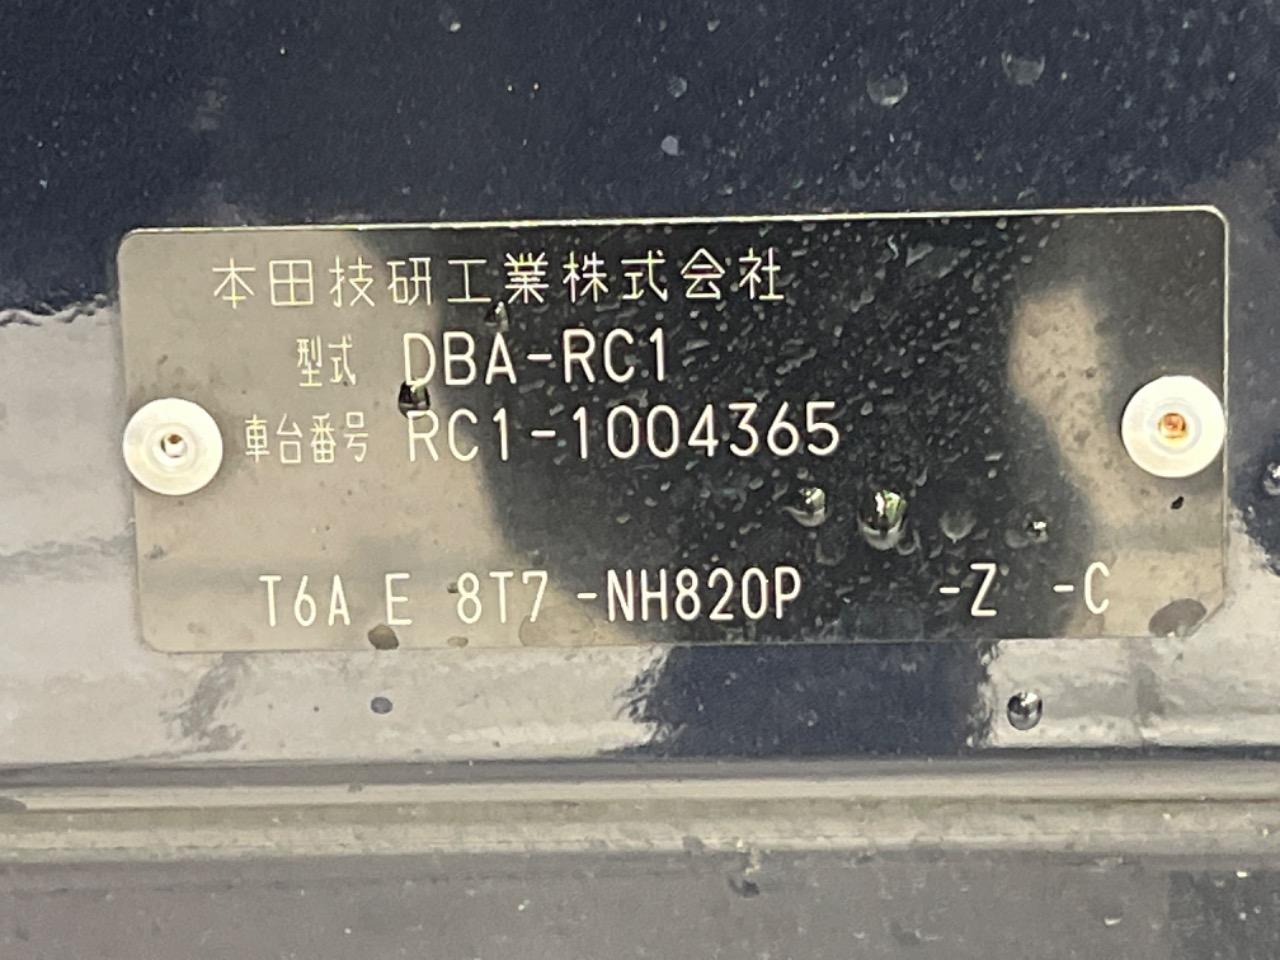 本田技研工業株式会社
型式 DBA-RC1
車台番号 RC1-1004365
T6A E 8T7 -NH820P -Z -C